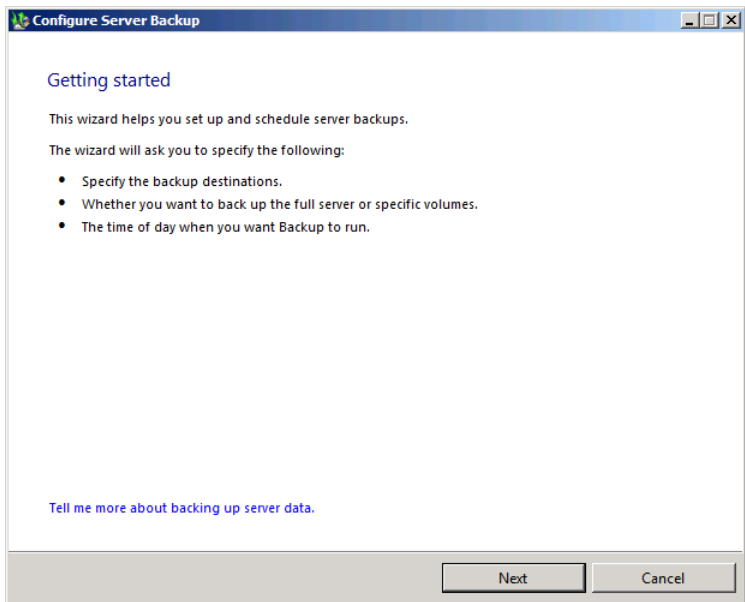 Configure Server Backup
Getting started
This wizard helps you set up and schedule server backups.
The wizard will ask you to specify the following:
• Specify the backup destinations.
• Whether you want to back up the full server or specific volumes.
• The time of day when you want Backup to run.
Tell me more about backing up server data.
Next Cancel